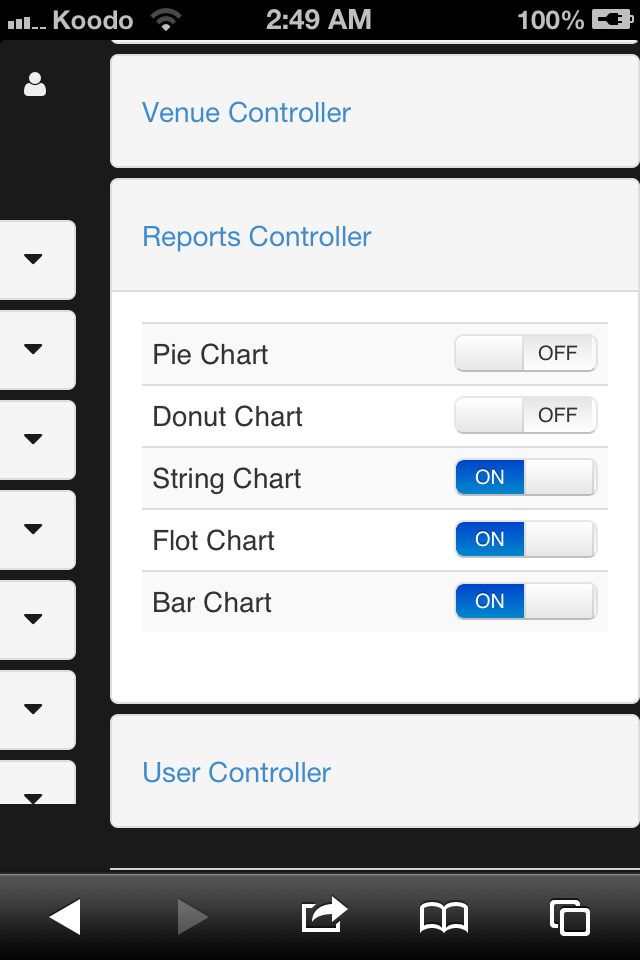 Koodo 2:49 AM 100%
Venue Controller
Reports Controller
Pie Chart OFF
Donut Chart OFF
String Chart ON
Flot Chart ON
Bar Chart ON
User Controller